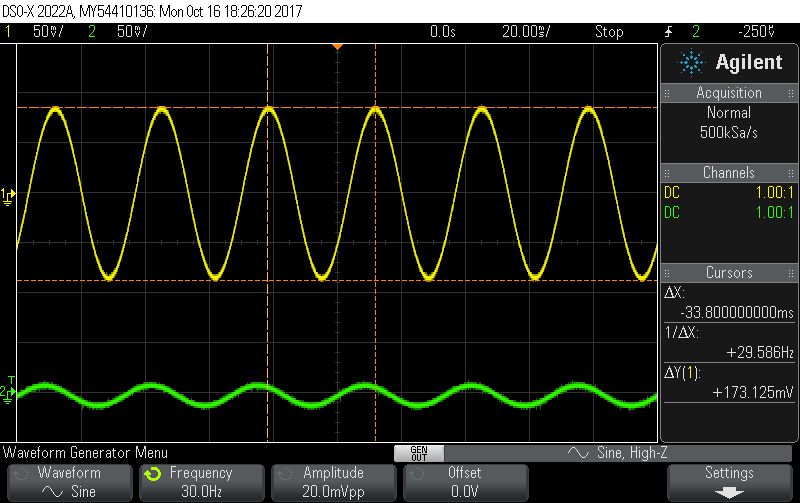 DSO-X 2022A, MY54410136: Mon Oct 16 18:26:20 2017
1 50mV/ 2 50mV/ 0.0s 20.00ms/ Stop 2 -250mV
Agilent
Acquisition
Normal
500kSa/s
Channels
DC 1.00:1
DC 1.00:1
Cursors
ΔX:
-33.800000000ms
1/ΔX:
+29.586Hz
ΔY(1):
+173.125mV
1
T
2
Waveform Generator Menu
GEN OUT
Sine, High-Z
Waveform
Sine
Frequency
30.0Hz
Amplitude
20.0mVpp
Offset
0.0V
Settings